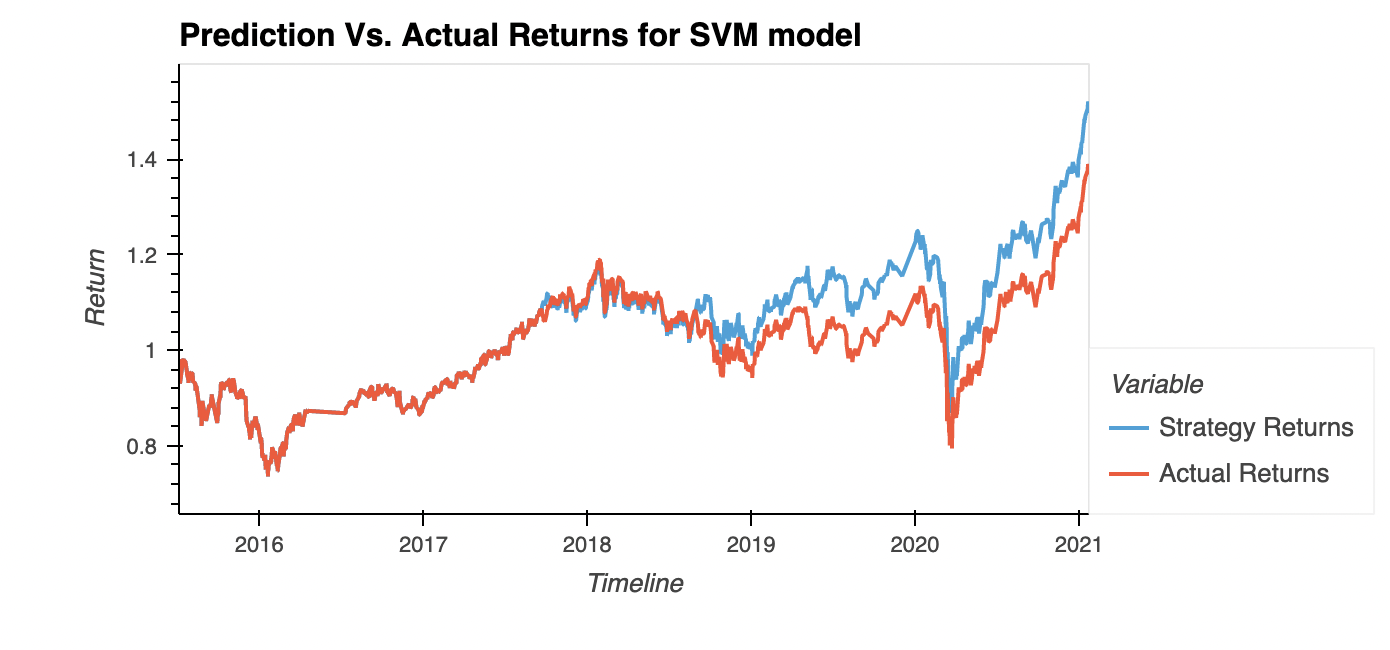 Prediction Vs. Actual Returns for SVM model
Return
1.4
1.2
1
0.8
2016 2017 2018 2019 2020 2021
Timeline
Variable
Strategy Returns
Actual Returns